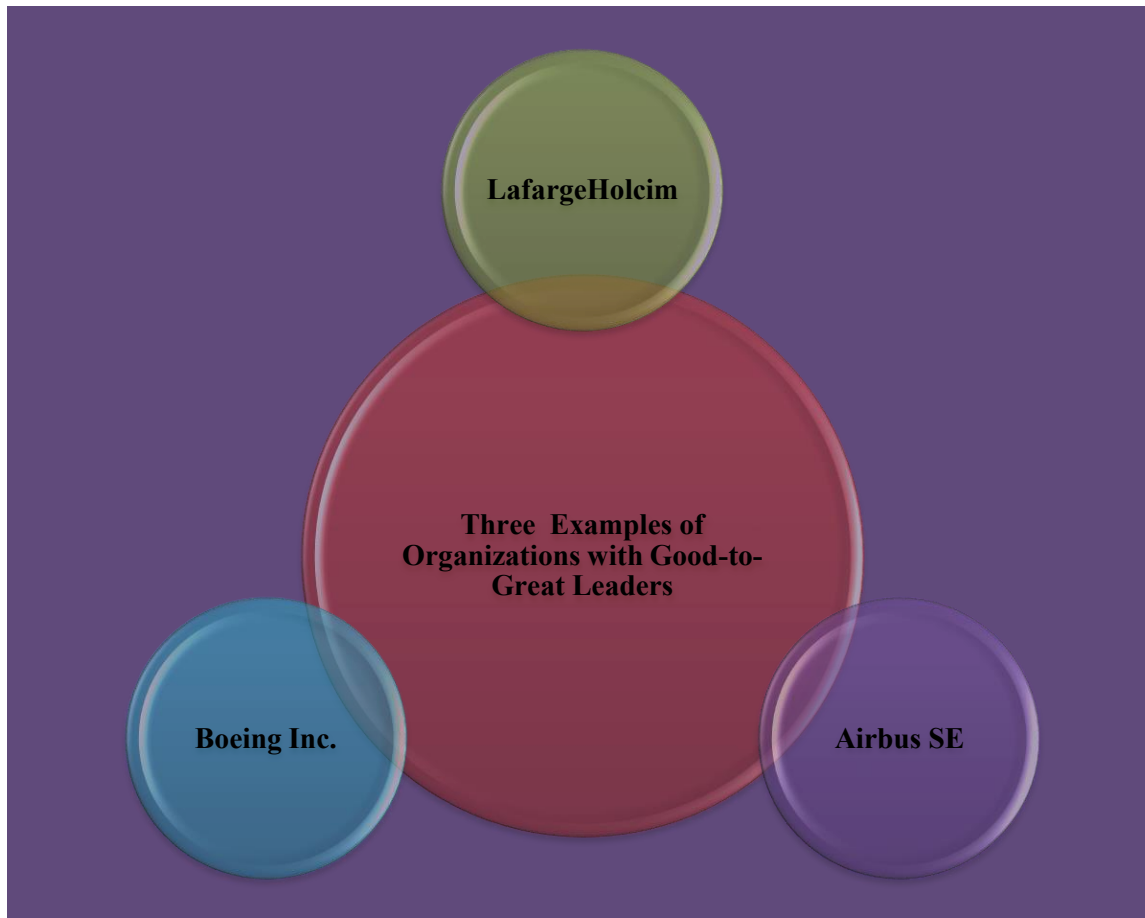 LafargeHolcim
Three Examples of
Organizations with Good-to-
Great Leaders
Boeing Inc.
Airbus SE